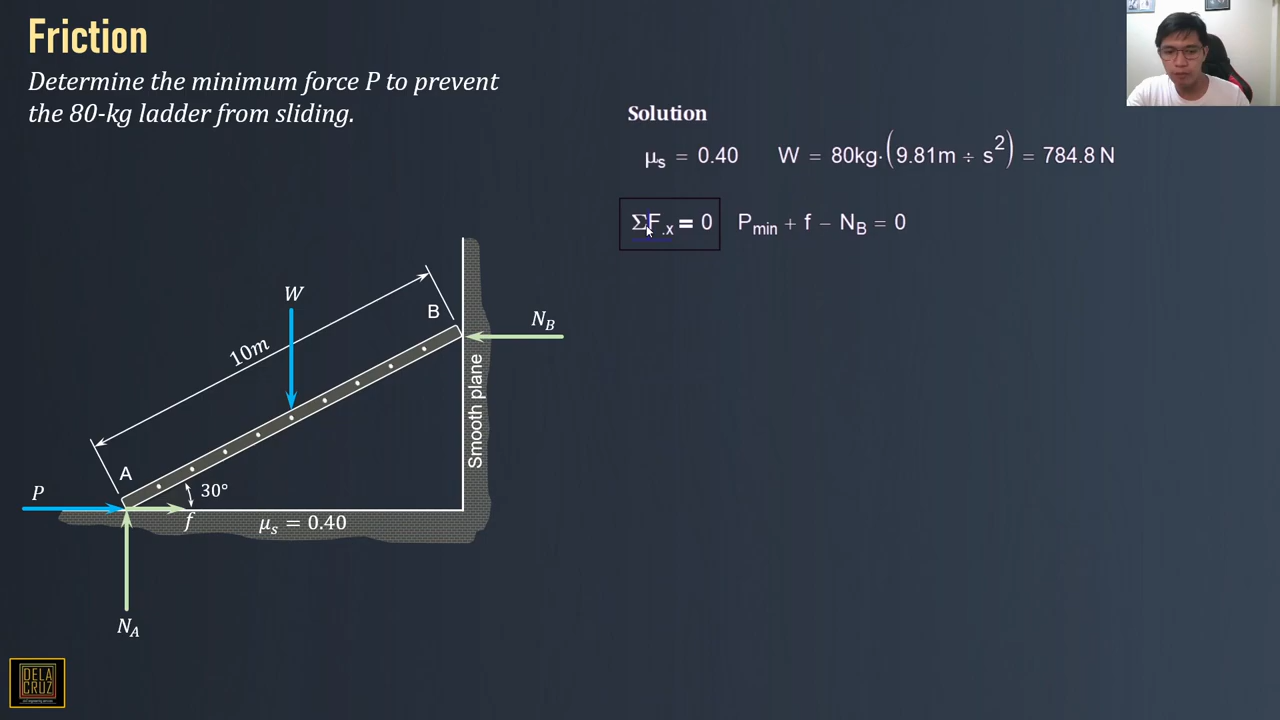 Friction
Determine the minimum force P to prevent
the 80-kg ladder from sliding.
Solution
μs = 0.40 W = 80kg·(9.81m ÷ s²) = 784.8 N
ΣF.x = 0 Pmin + f − NB = 0
W
B
NB
10m
Smooth plane
A
30°
P
f
μs = 0.40
NA
DELA
CRUZ